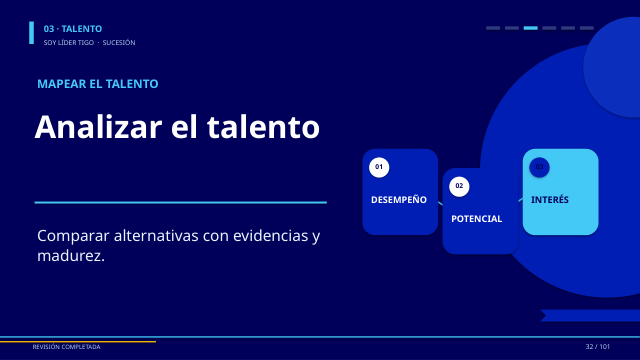 03 · TALENTO
SOY LÍDER TIGO · SUCESIÓN
MAPEAR EL TALENTO
Analizar el talento
Comparar alternativas con evidencias y
madurez.
01
DESEMPEÑO
02
POTENCIAL
03
INTERÉS
REVISIÓN COMPLETADA
32 / 101